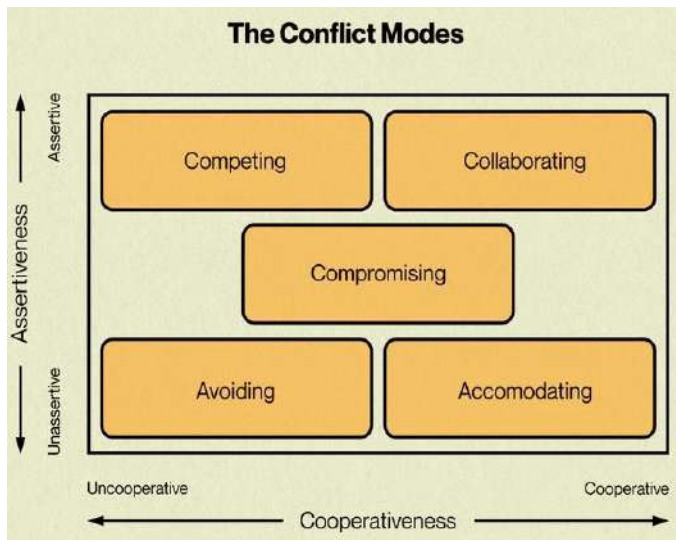 The Conflict Modes
Assertive
Assertiveness
Unassertive
Competing
Collaborating
Compromising
Avoiding
Accomodating
Uncooperative
Cooperative
Cooperativeness